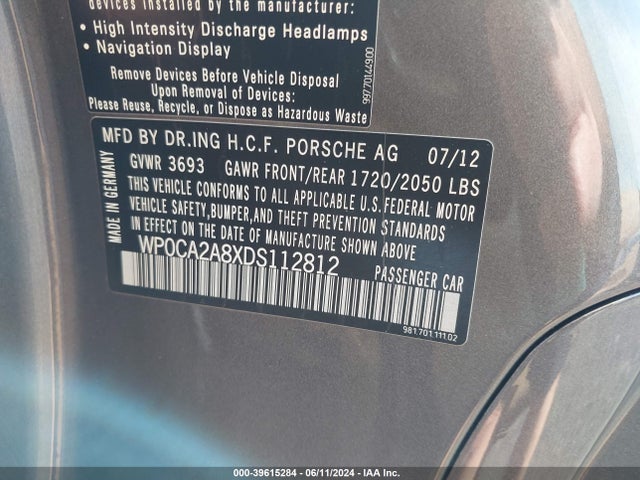 devices installed by the manufacturer:
• High Intensity Discharge Headlamps
• Navigation Display
Remove Devices Before Vehicle Disposal
Upon Removal of Devices:
Please Reuse, Recycle, or Dispose as Hazardous Waste
99770144900
MADE IN GERMANY
MFD BY DR.ING H.C.F. PORSCHE AG 07/12
GVWR 3693 GAWR FRONT/REAR 1720/2050 LBS
THIS VEHICLE CONFORMS TO ALL APPLICABLE U.S. FEDERAL MOTOR
VEHICLE SAFETY,BUMPER,AND THEFT PREVENTION STANDARDS
IN EFFECT ON THE DATE OF MANUFACTURE SHOWN ABOVE.
WP0CA2A8XDS112812
PASSENGER CAR
981.701.111.02
000-39615284 / 06/11/2024 - IAA Inc.